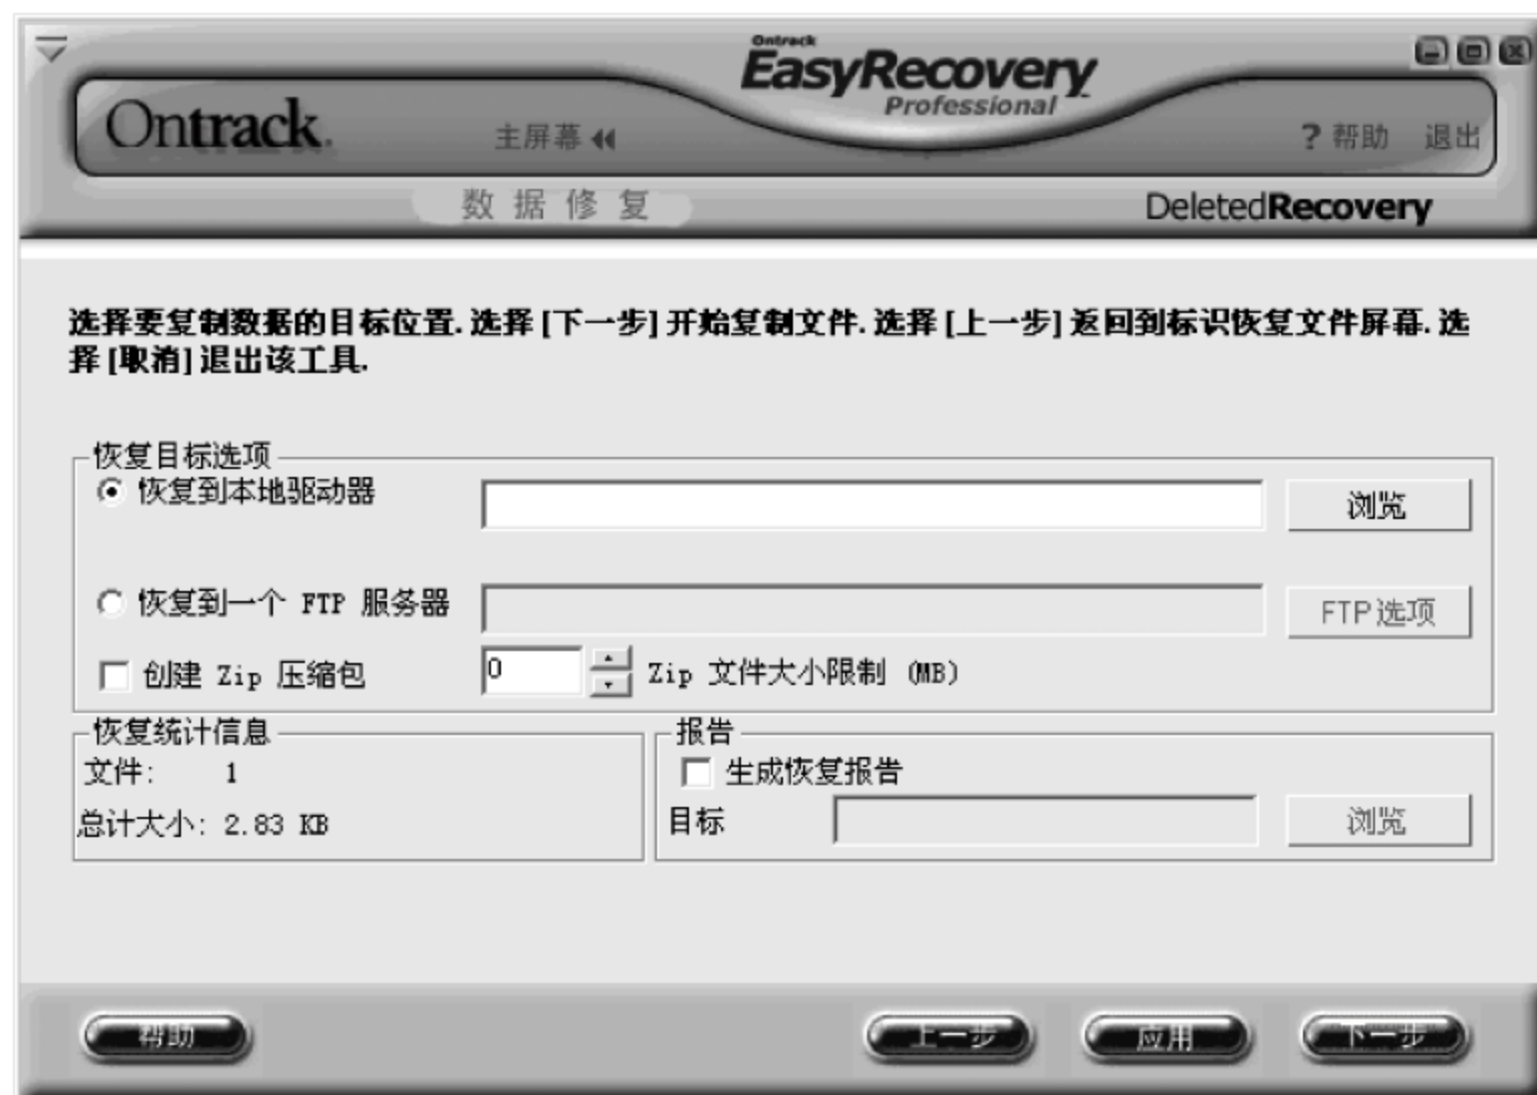 Ontrack
EasyRecovery
Professional
Ontrack. 主屏幕 ? 帮助 退出
数据修复 DeletedRecovery
选择要复制数据的目标位置. 选择 [下一步] 开始复制文件. 选择 [上一步] 返回到标识恢复文件屏幕. 选
择 [取消] 退出该工具.
恢复目标选项
恢复到本地驱动器 浏览
恢复到一个 FTP 服务器 FTP选项
创建 Zip 压缩包 0 Zip 文件大小限制 (MB)
恢复统计信息 报告
文件: 1 生成恢复报告
总计大小: 2.83 KB 目标 浏览
帮助 上一步 应用 下一步